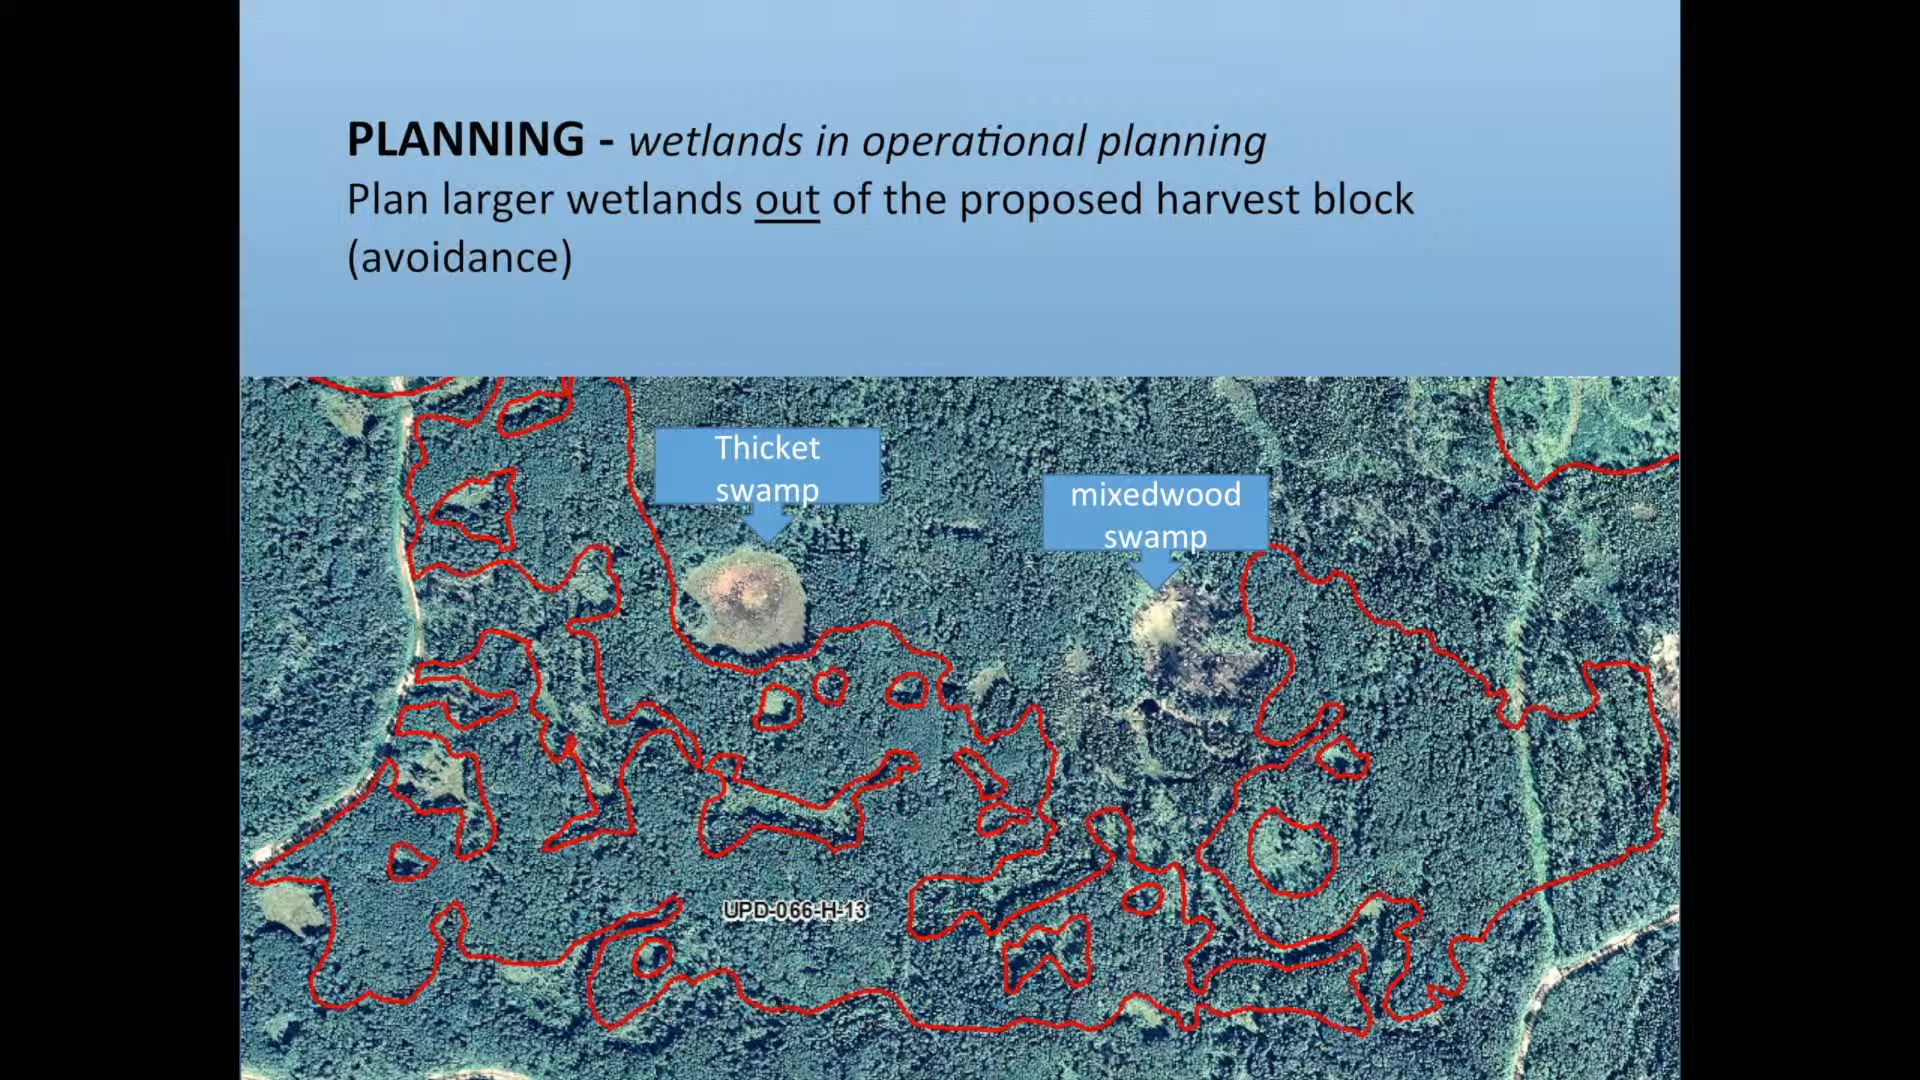 PLANNING - wetlands in operational planning
Plan larger wetlands out of the proposed harvest block
(avoidance)
Thicket
swamp
mixedwood
swamp
UPD-066-H-13